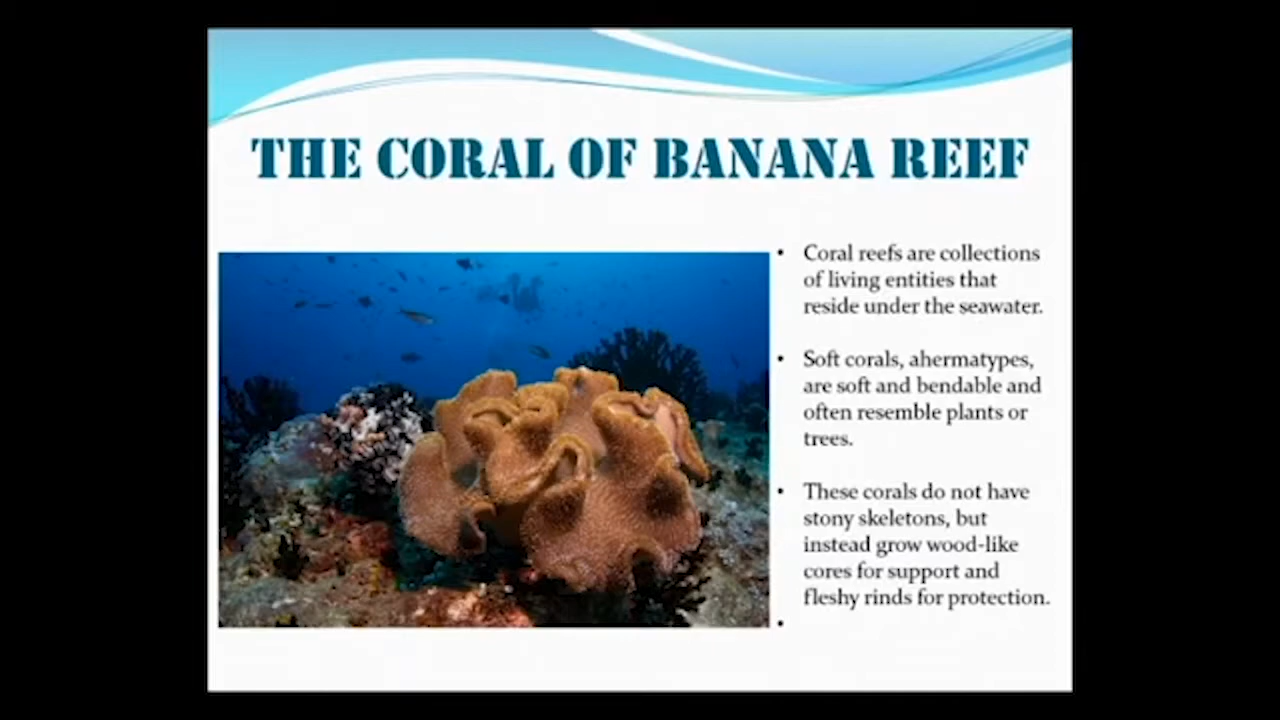 THE CORAL OF BANANA REEF
• Coral reefs are collections
of living entities that
reside under the seawater.
• Soft corals, ahermatypes,
are soft and bendable and
often resemble plants or
trees.
• These corals do not have
stony skeletons, but
instead grow wood-like
cores for support and
fleshy rinds for protection.
•